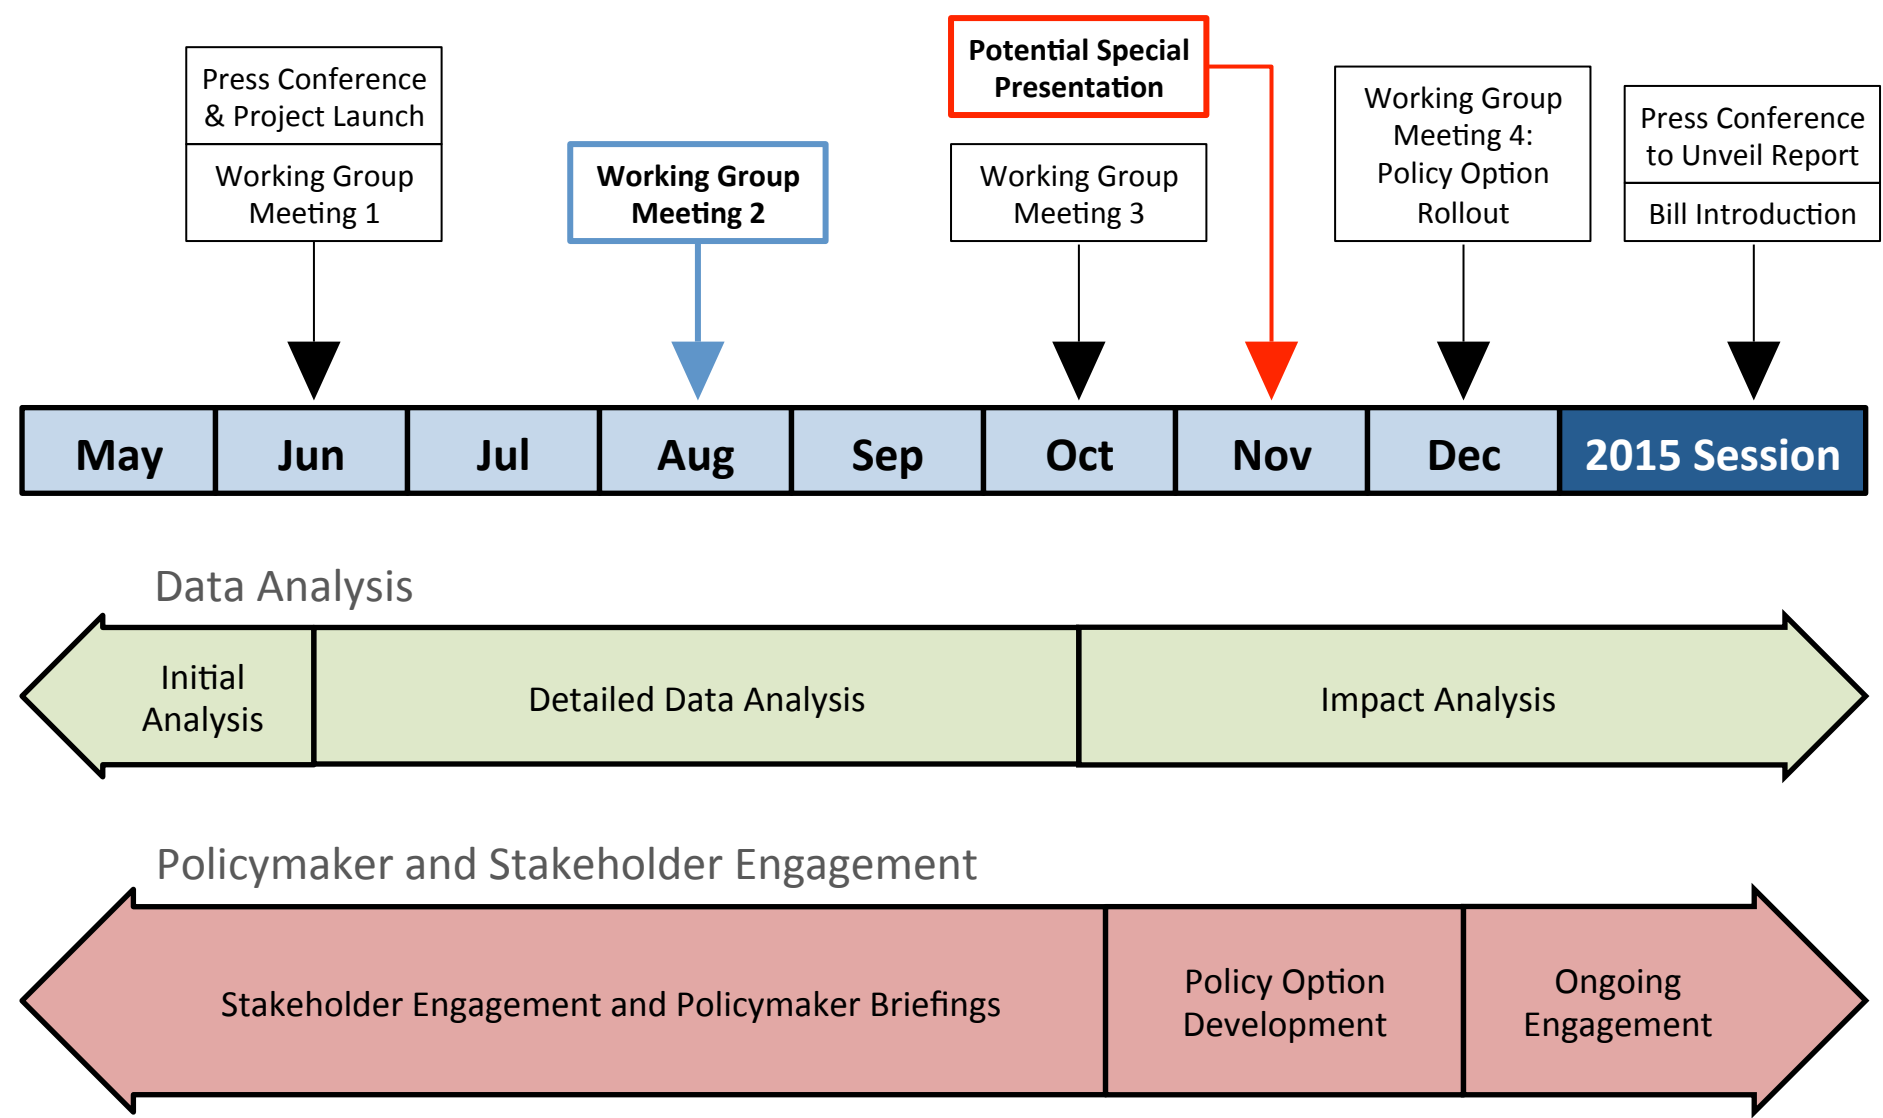 Press Conference
& Project Launch
Working Group
Meeting 1
Working Group
Meeting 2
Potential Special
Presentation
Working Group
Meeting 3
Working Group
Meeting 4:
Policy Option
Rollout
Press Conference
to Unveil Report
Bill Introduction
May Jun Jul Aug Sep Oct Nov Dec 2015 Session
Data Analysis
Initial
Analysis
Detailed Data Analysis
Impact Analysis
Policymaker and Stakeholder Engagement
Stakeholder Engagement and Policymaker Briefings
Policy Option
Development
Ongoing
Engagement